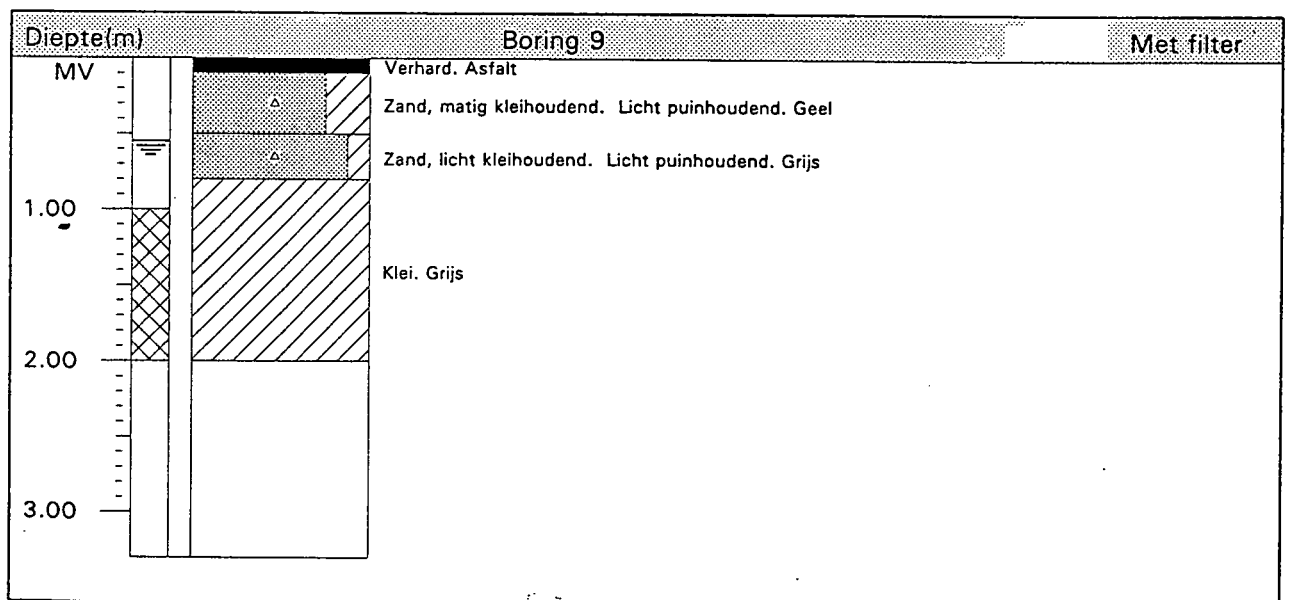 Diepte(m) Boring 9 Met filter
MV Verhard. Asfalt
Zand, matig kleihoudend. Licht puinhoudend. Geel
Zand, licht kleihoudend. Licht puinhoudend. Grijs
1.00
Klei. Grijs
2.00
3.00